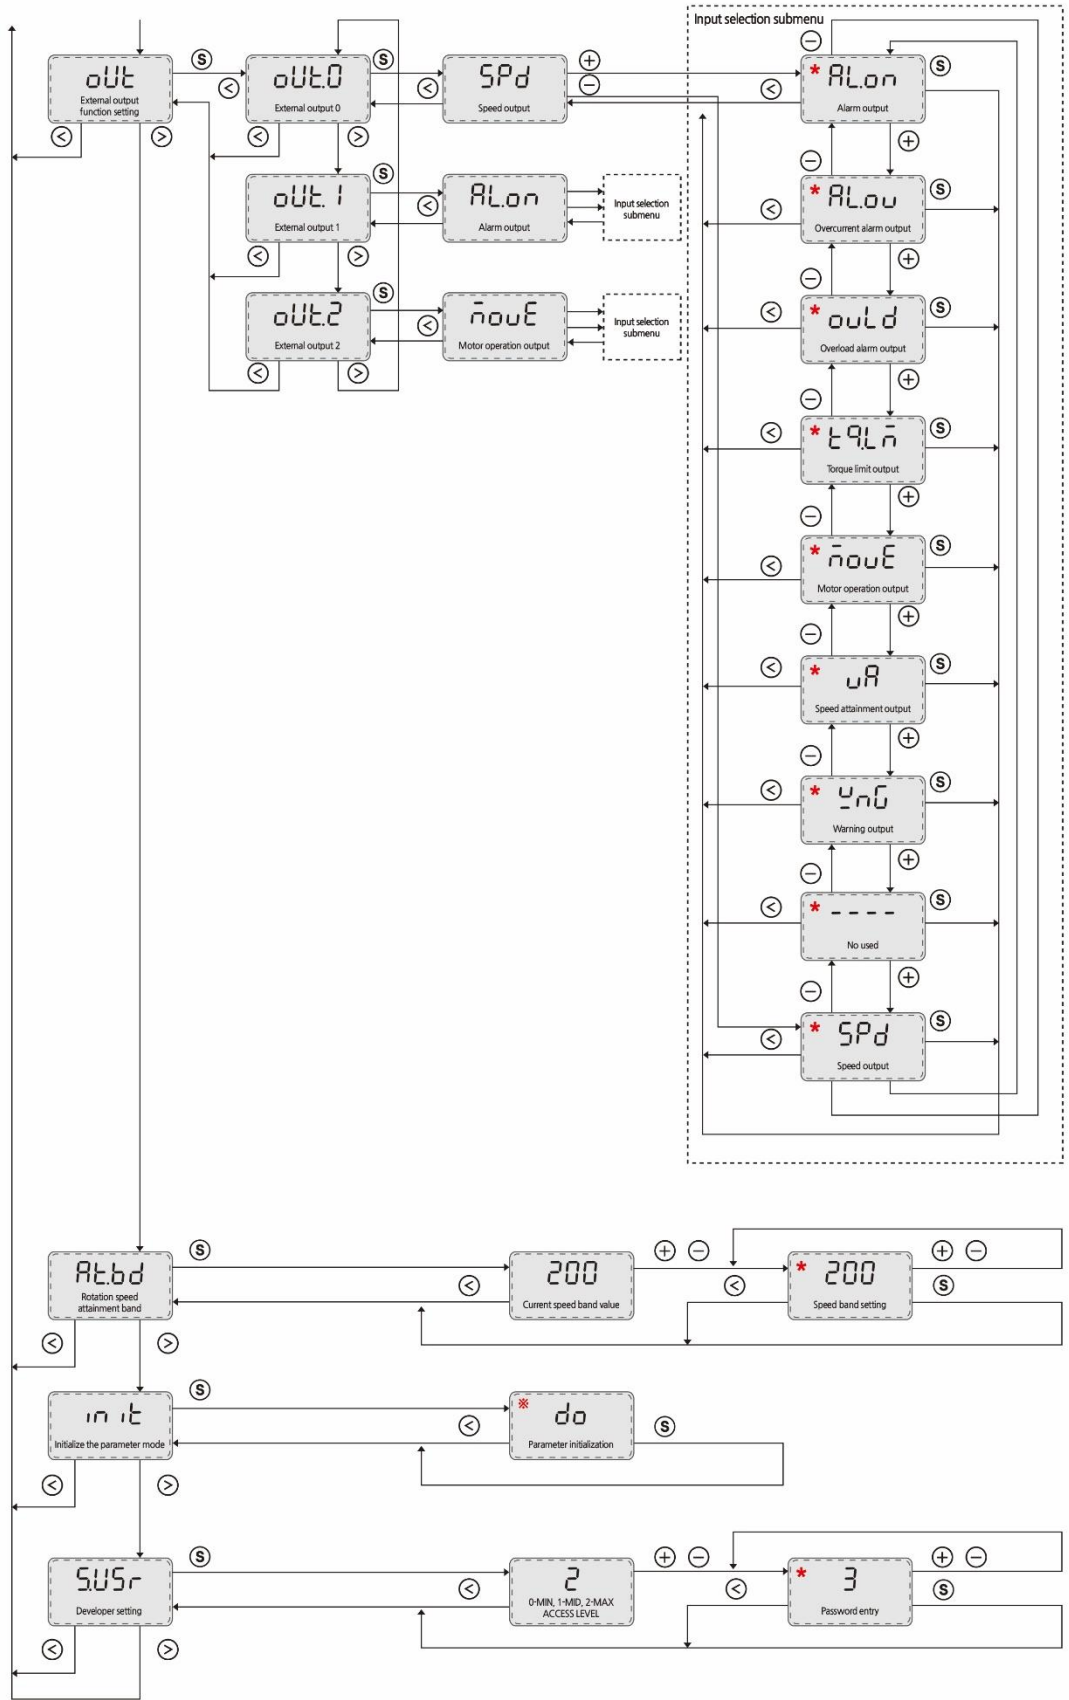 Input selection submenu
oUt
External output
function setting
oUt.0
External output 0
SPd
Speed output
* AL.on
Alarm output
oUt.1
External output 1
AL.on
Alarm output
Input selection
submenu
* AL.ou
Overcurrent alarm output
oUt.2
External output 2
mouE
Motor operation output
Input selection
submenu
* ouLd
Overload alarm output
* tq.Lm
Torque limit output
* mouE
Motor operation output
* uA
Speed attainment output
* WnG
Warning output
* ----
No used
* SPd
Speed output
At.bd
Rotation speed
attainment band
200
Current speed band value
* 200
Speed band setting
init
Initialize the parameter mode
※ do
Parameter initialization
S.USr
Developer setting
2
0-MIN, 1-MID, 2-MAX
ACCESS LEVEL
* 3
Password entry